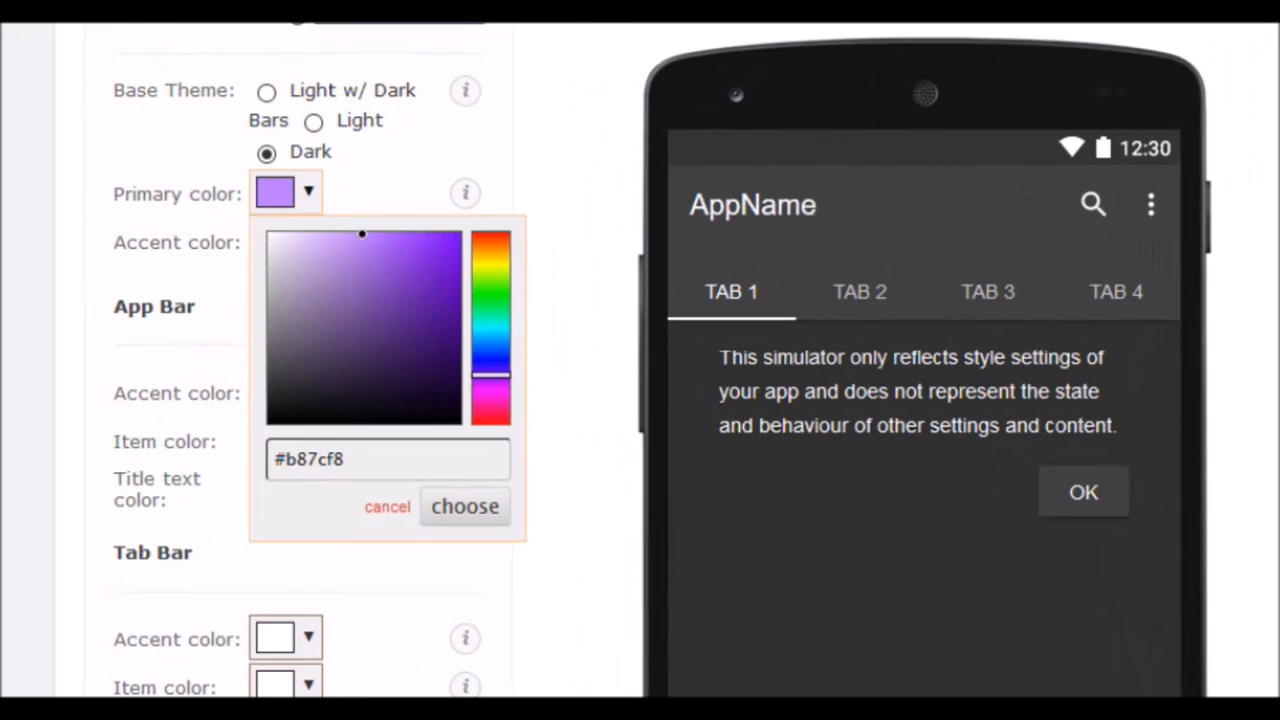 Base Theme: Light w/ Dark
Bars Light
Dark
Primary color:
Accent color:
App Bar
Accent color:
Item color:
Title text
color:
#b87cf8
cancel choose
Tab Bar
Accent color:
Item color:
12:30
AppName
TAB 1 TAB 2 TAB 3 TAB 4
This simulator only reflects style settings of
your app and does not represent the state
and behaviour of other settings and content.
OK